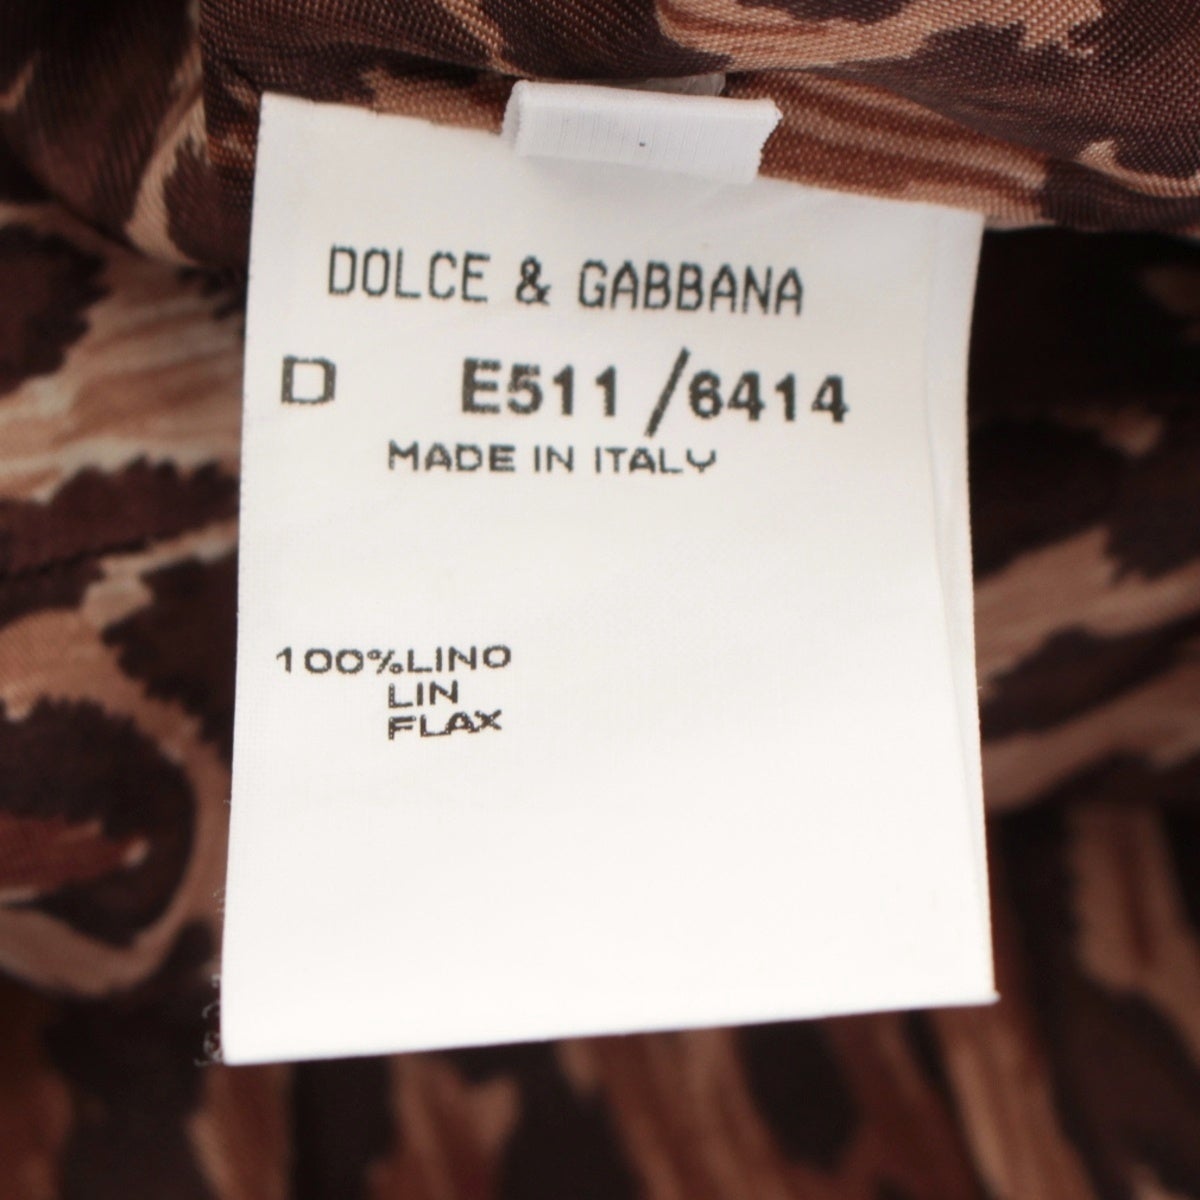 DOLCE & GABBANA
D E511/6414
MADE IN ITALY
100%LINO
LIN
FLAX